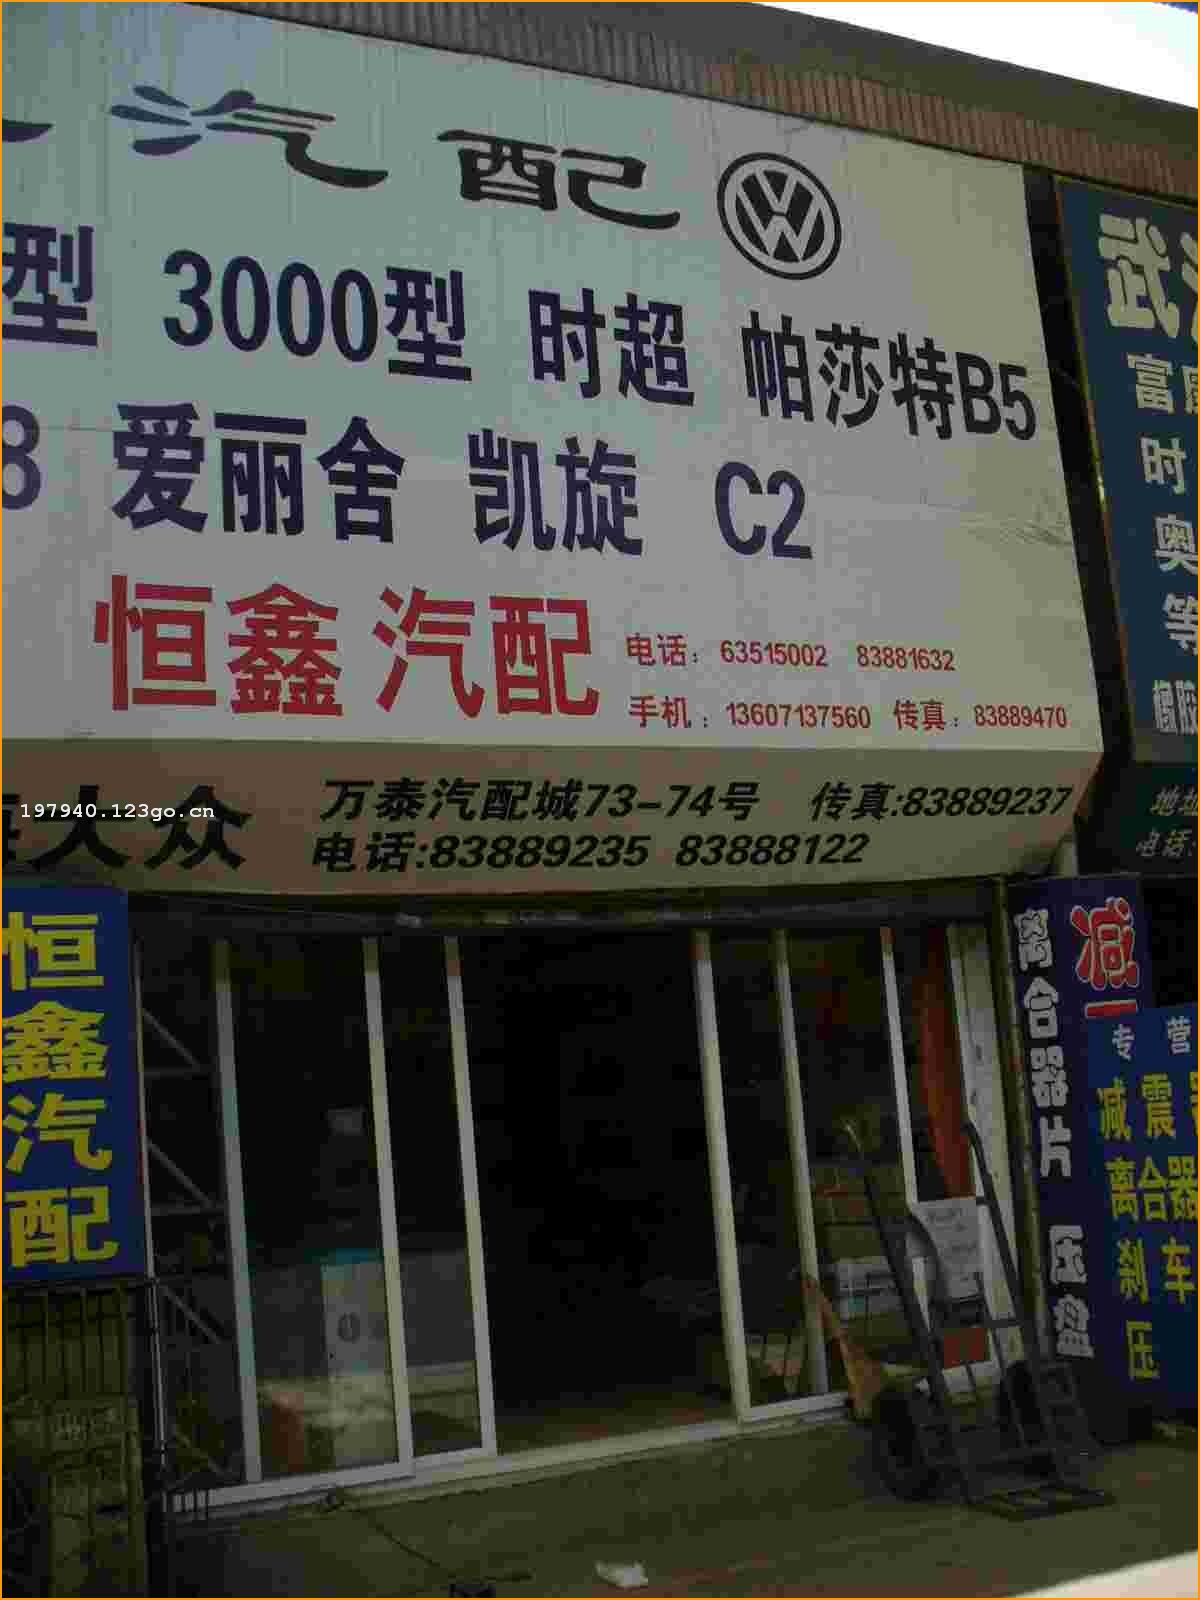 汽配
型 3000型 时超 帕莎特B5
8 爱丽舍 凯旋 C2
恒鑫汽配
电话：63515002 83881632
手机：13607137560 传真：83889470
大众
万泰汽配城73-74号 传真:83889237
电话:83889235 83888122
197940.123go.cn
恒鑫汽配
离合器片 压盘
减
专营
减震
离合器
刹车
压
武
富
时
奥
等
橡胶
地址
电话: